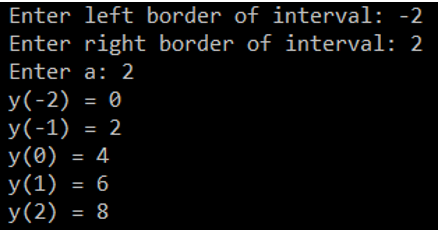 Enter left border of interval: -2
Enter right border of interval: 2
Enter a: 2
y(-2) = 0
y(-1) = 2
y(0) = 4
y(1) = 6
y(2) = 8